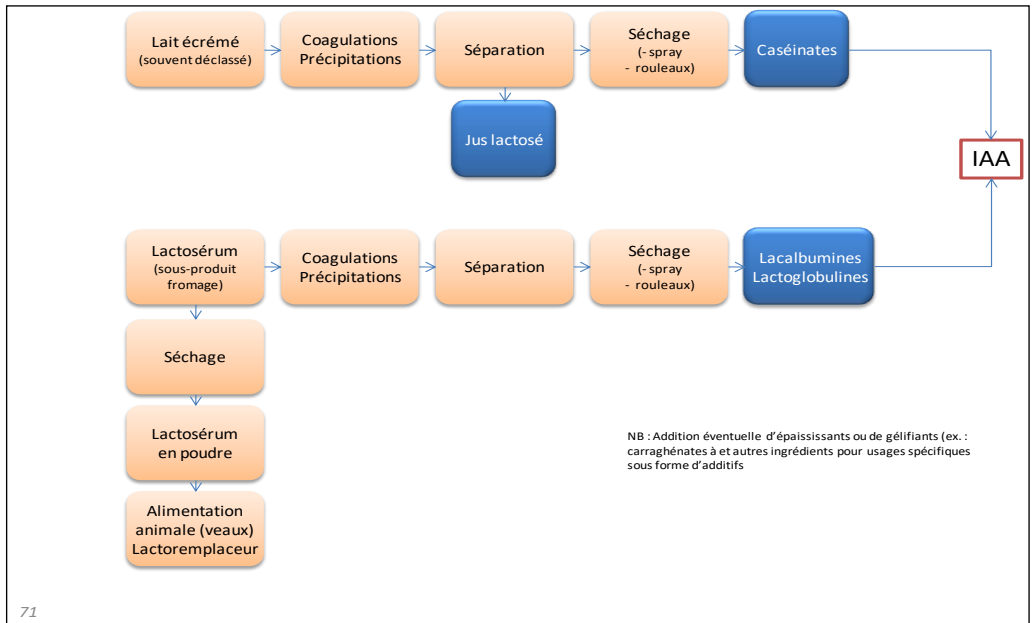 Lait écrémé
(souvent déclassé)
Coagulations
Précipitations
Séparation
Séchage
(- spray
- rouleaux)
Caséinates
Jus lactosé
IAA
Lactosérum
(sous-produit
fromage)
Coagulations
Précipitations
Séparation
Séchage
(- spray
- rouleaux)
Lacalbumines
Lactoglobulines
Séchage
Lactosérum
en poudre
Alimentation
animale (veaux)
Lactoremplaceur
NB : Addition éventuelle d’épaississants ou de gélifiants (ex. :
carraghénates à et autres ingrédients pour usages spécifiques
sous forme d’additifs
71